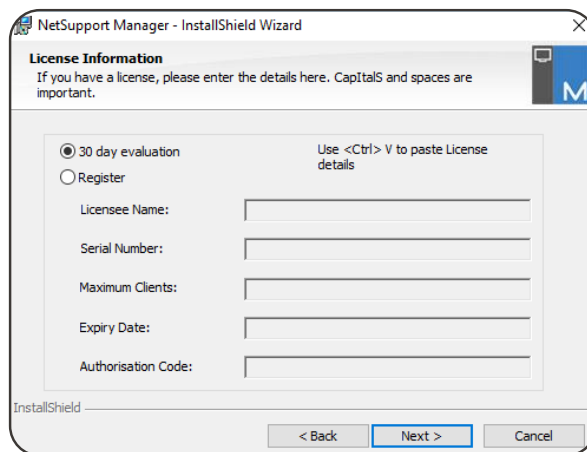 NetSupport Manager - InstallShield Wizard
License Information
If you have a license, please enter the details here. CapItalS and spaces are
important.
M
30 day evaluation
Use <Ctrl> V to paste License
details
Register
Licensee Name:
Serial Number:
Maximum Clients:
Expiry Date:
Authorisation Code:
InstallShield
< Back
Next >
Cancel